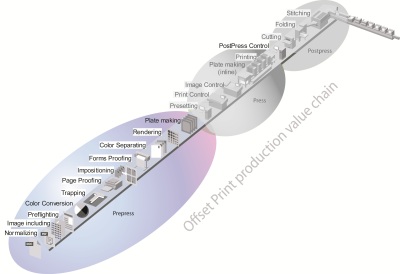 Stitching
Folding
Cutting
PostPress Control
Printing
Plate making
(inline)
Image Control
Print Control
Presetting
Plate making
Rendering
Color Separating
Forms Proofing
Impositioning
Page Proofing
Trapping
Color Conversion
Preflighting
Image including
Normalizing
Postpress
Press
Prepress
Offset Print production value chain